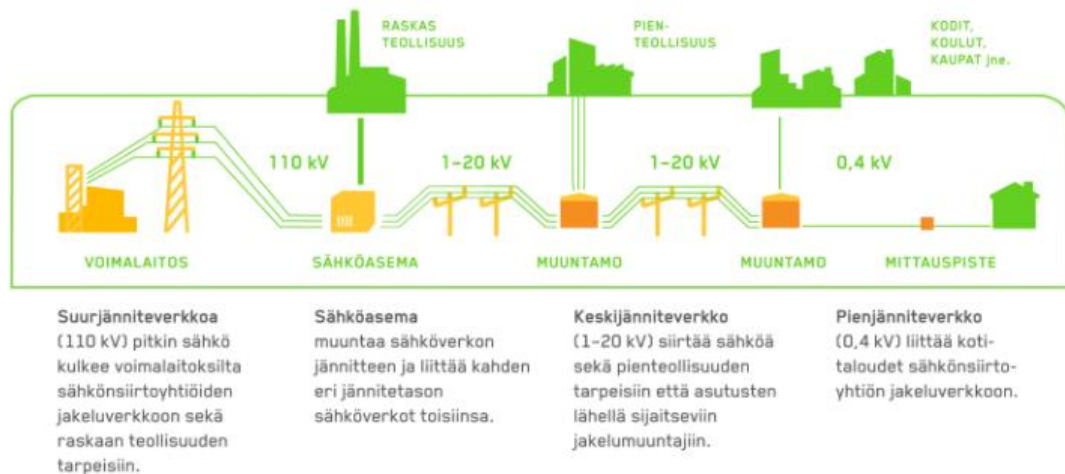 RASKAS
TEOLLISUUS
PIEN-
TEOLLISUUS
KODIT,
KOULUT,
KAUPAT jne.
110 kV
1–20 kV
1–20 kV
0,4 kV
VOIMALAITOS
SÄHKÖASEMA
MUUNTAMO
MUUNTAMO
MITTAUSPISTE
Suurjänniteverkkoa
(110 kV) pitkin sähkö
kulkee voimalaitoksilta
sähkönsiirtoyhtiöiden
jakeluverkkoon sekä
raskaan teollisuuden
tarpeisiin.
Sähköasema
muuntaa sähköverkon
jännitteen ja liittää kahden
eri jännitetason
sähköverkot toisiinsa.
Keskijänniteverkko
(1–20 kV) siirtää sähköä
sekä pienteollisuuden
tarpeisiin että asutusten
lähellä sijaitseviin
jakelumuuntajiin.
Pienjänniteverkko
(0,4 kV) liittää koti-
taloudet sähkönsiirto-
yhtiön jakeluverkkoon.